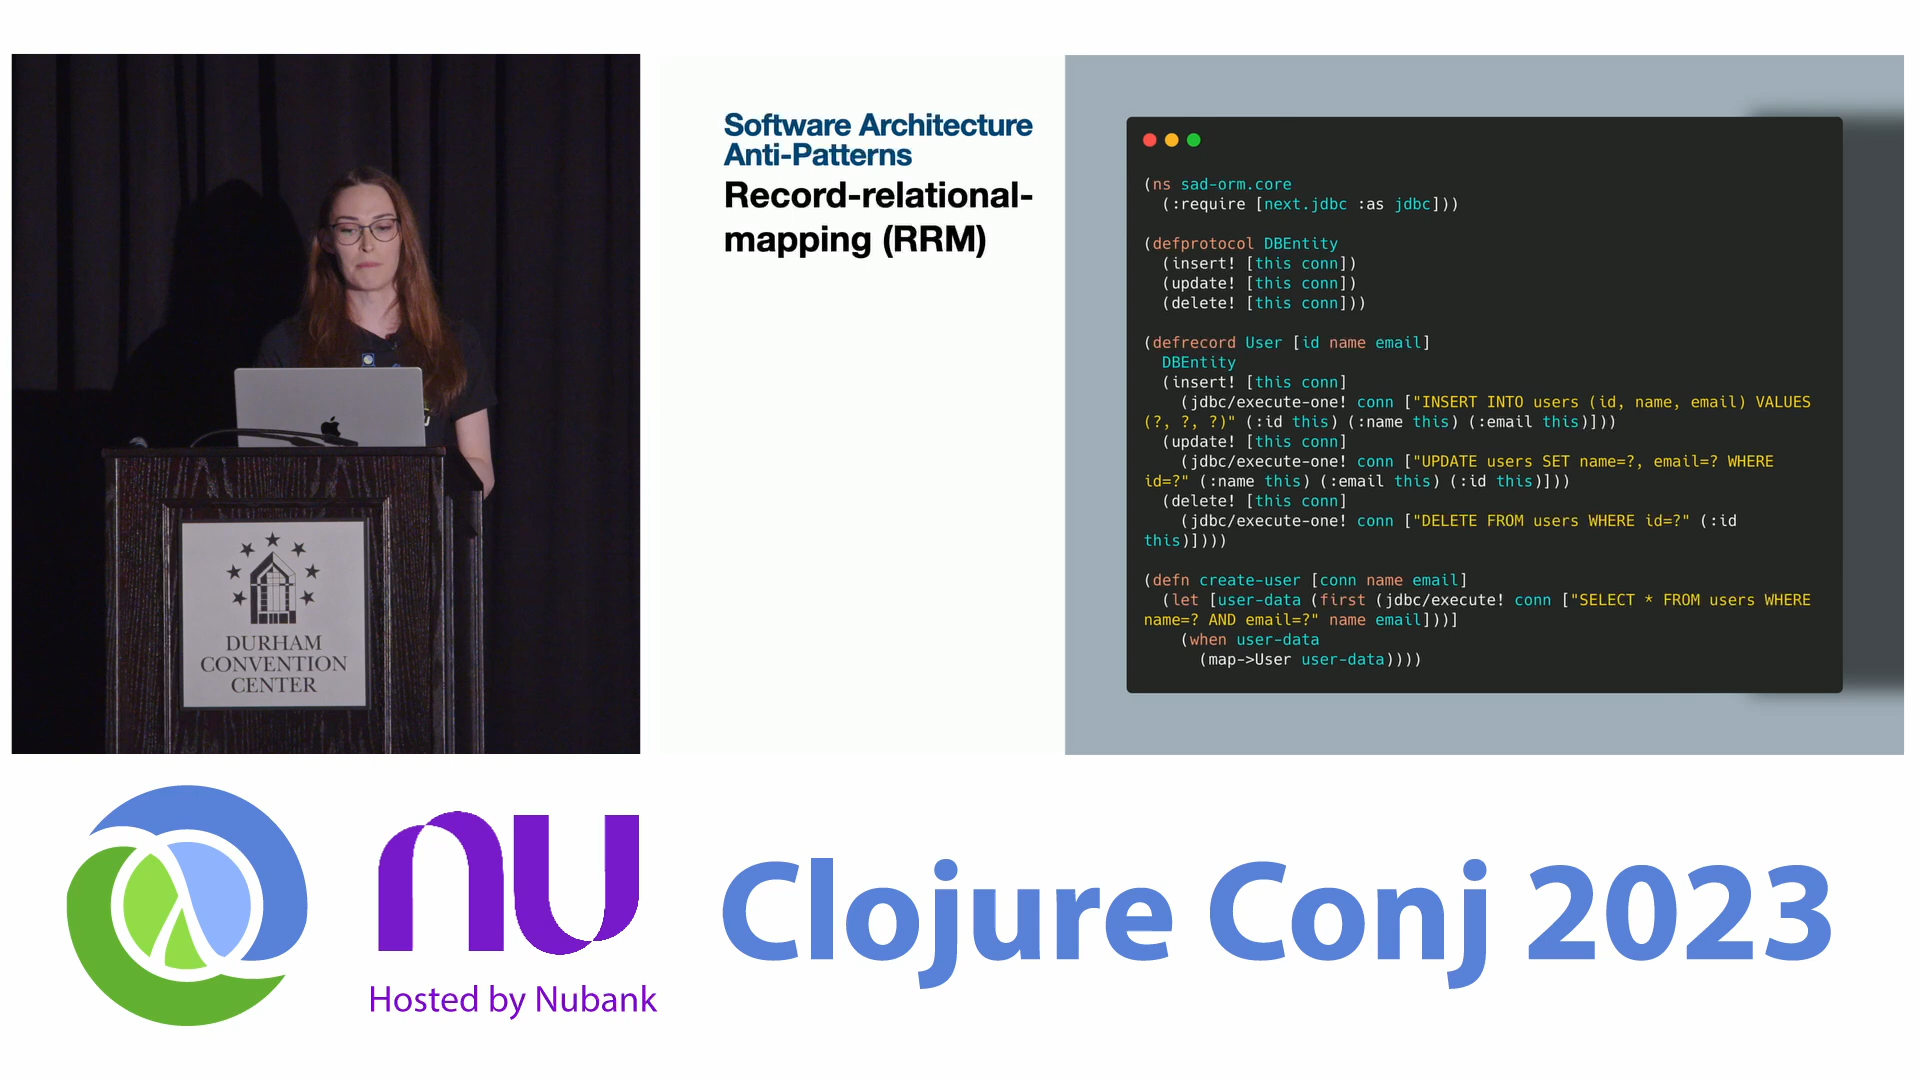 Software Architecture
Anti-Patterns
Record-relational-
mapping (RRM)
(ns sad-orm.core
  (:require [next.jdbc :as jdbc]))
(defprotocol DBEntity
  (insert! [this conn])
  (update! [this conn])
  (delete! [this conn]))
(defrecord User [id name email]
  DBEntity
  (insert! [this conn]
    (jdbc/execute-one! conn ["INSERT INTO users (id, name, email) VALUES
(?, ?, ?)" (:id this) (:name this) (:email this)]))
  (update! [this conn]
    (jdbc/execute-one! conn ["UPDATE users SET name=?, email=? WHERE
id=?" (:name this) (:email this) (:id this)]))
  (delete! [this conn]
    (jdbc/execute-one! conn ["DELETE FROM users WHERE id=?" (:id
this)])))
(defn create-user [conn name email]
  (let [user-data (first (jdbc/execute! conn ["SELECT * FROM users WHERE
name=? AND email=?" name email]))]
    (when user-data
      (map->User user-data))))
DURHAM
CONVENTION
CENTER
nu
Hosted by Nubank
Clojure Conj 2023